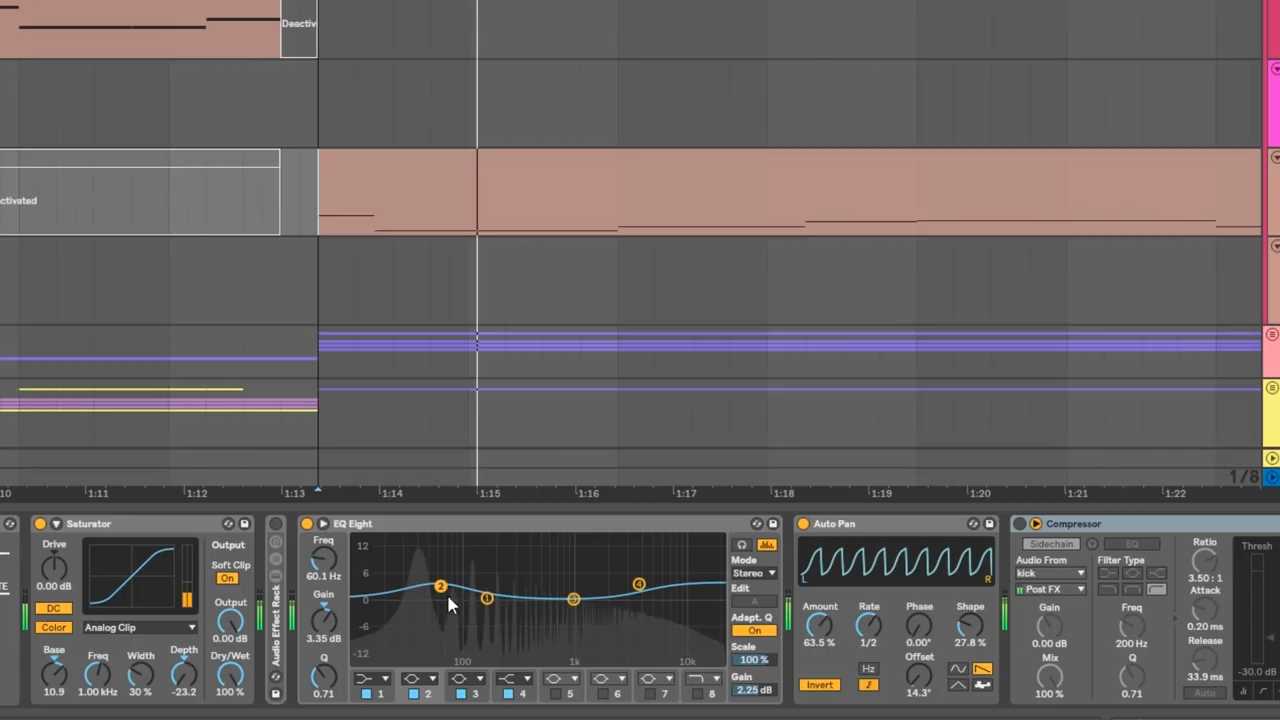 Deactiv
ctivated
1/8
10 1:11 1:12 1:13 1:14 1:15 1:16 1:17 1:18 1:19 1:20 1:21 1:22
TE
Saturator
Drive
0.00 dB
DC
Color
Analog Clip
Base
10.9
Freq
1.00 kHz
Width
30 %
Depth
-23.2
Output
Soft Clip
On
Output
0.00 dB
Dry/Wet
100 %
Audio Effect Rack
EQ Eight
Freq
60.1 Hz
Gain
3.35 dB
Q
0.71
12
6
0
-6
-12
100 1k 10k
2 1 3 4
1 2 3 4 5 6 7 8
Mode
Stereo
Edit
A
Adapt. Q
On
Scale
100 %
Gain
2.25 dB
Auto Pan
L R
Amount
63.5 %
Rate
1/2
Phase
0.00°
Shape
27.8 %
Hz
Offset
14.3°
Invert
Compressor
Sidechain
EQ
Audio From
kick
Post FX
Filter Type
Gain
0.00 dB
Freq
200 Hz
Mix
100 %
Q
0.71
Ratio
3.50 : 1
Attack
0.20 ms
Release
33.9 ms
Auto
Thresh
-30.0 dB